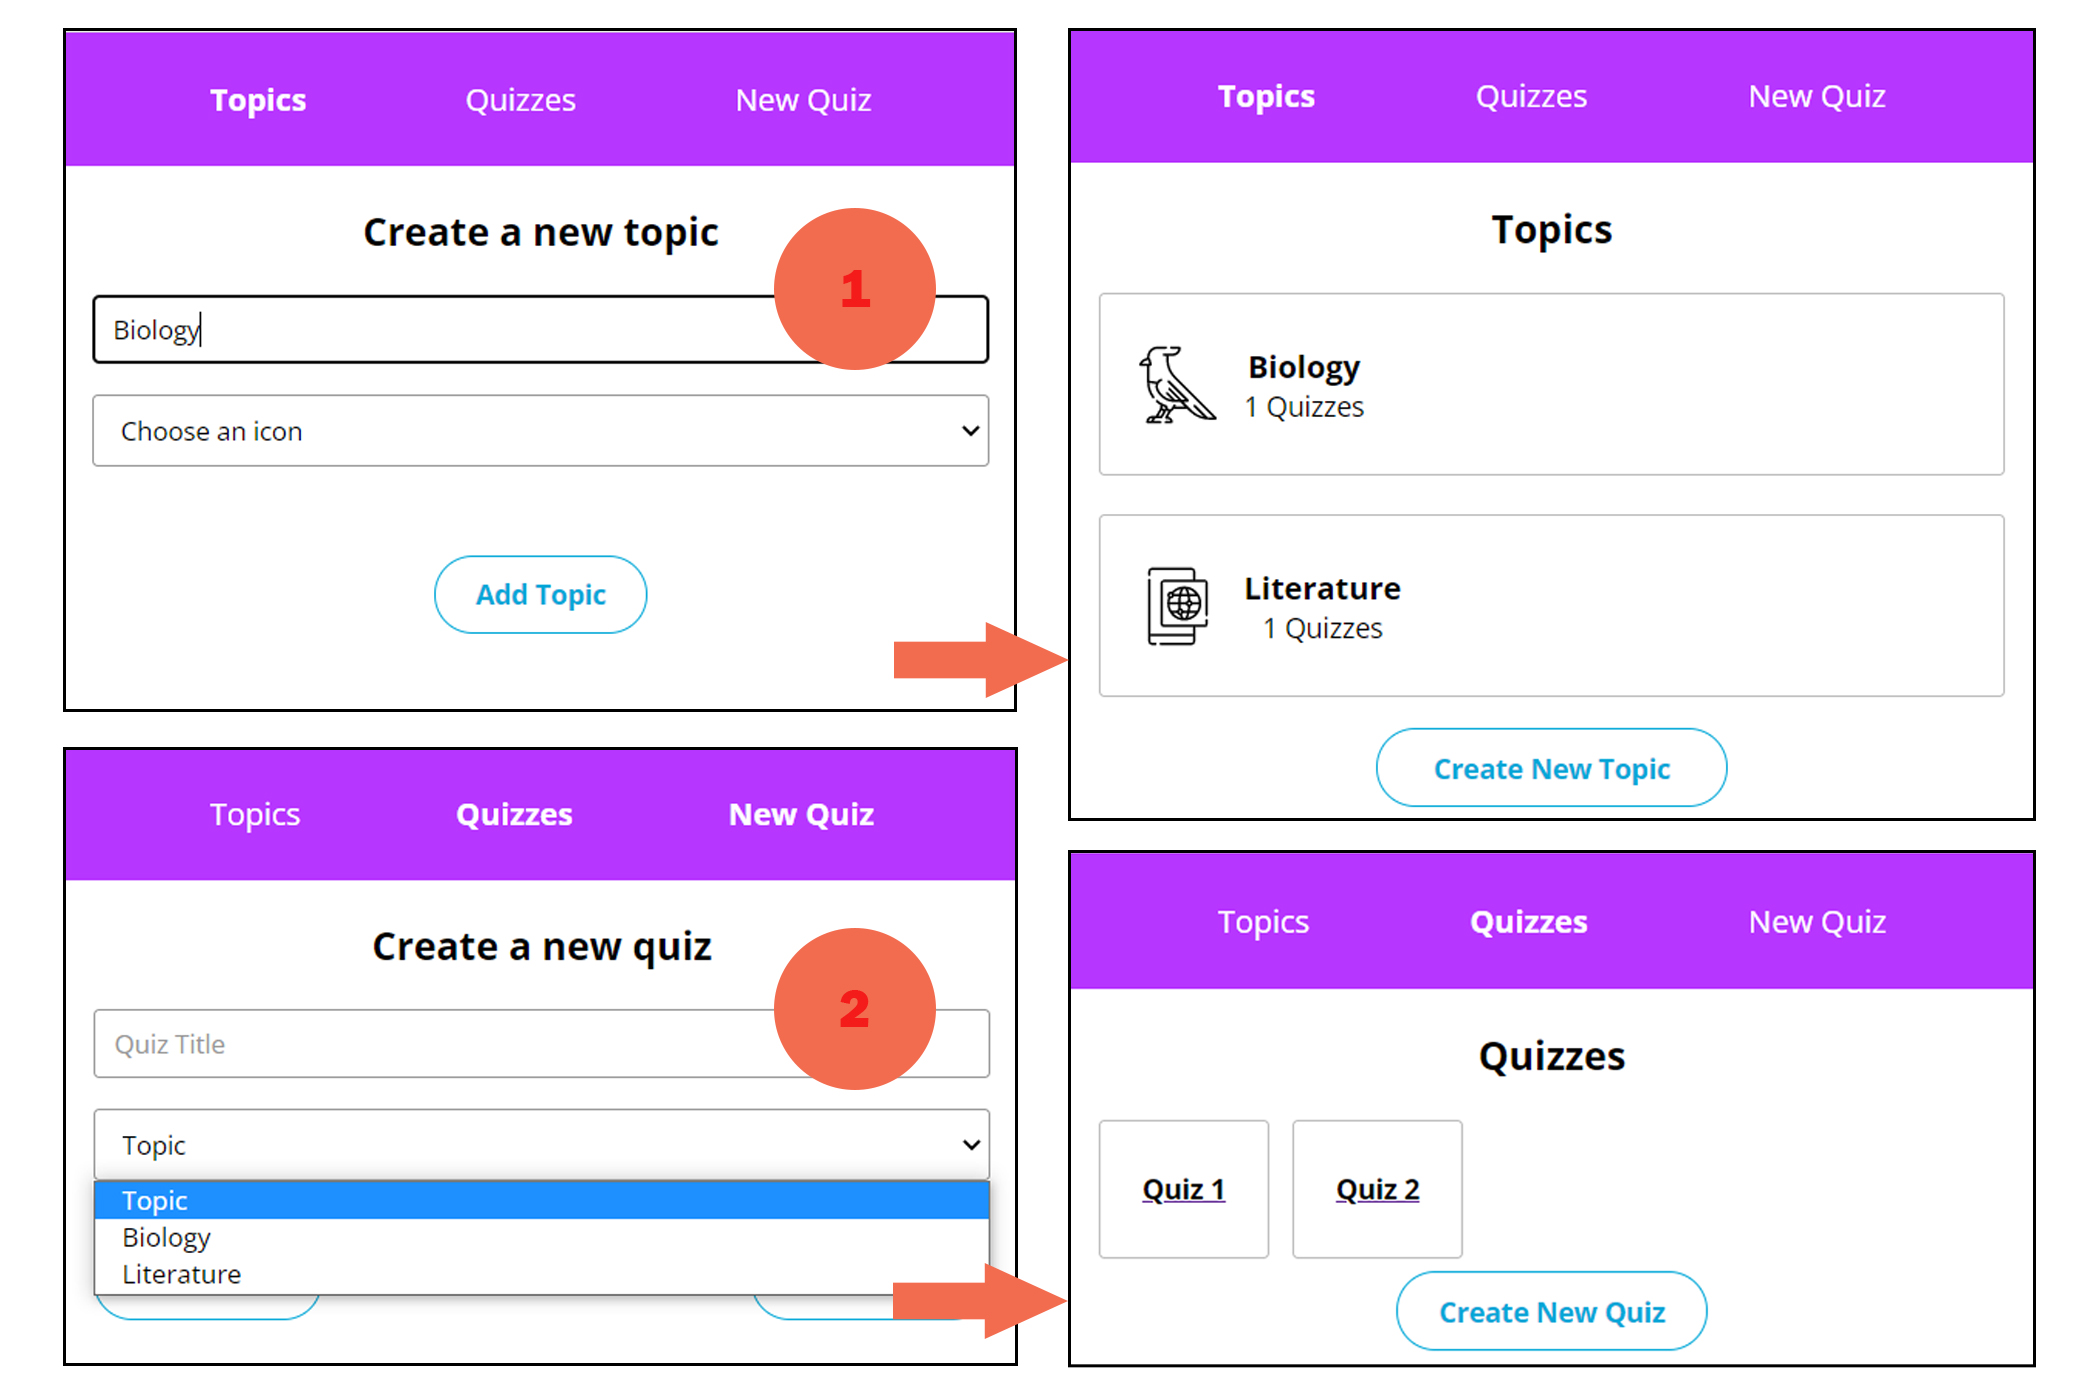 Topics Quizzes New Quiz
Create a new topic
1
Biology
Choose an icon
Add Topic
Topics Quizzes New Quiz
Topics
Biology
1 Quizzes
Literature
1 Quizzes
Create New Topic
Topics Quizzes New Quiz
Create a new quiz
2
Quiz Title
Topic
Topic
Biology
Literature
Topics Quizzes New Quiz
Quizzes
Quiz 1 Quiz 2
Create New Quiz